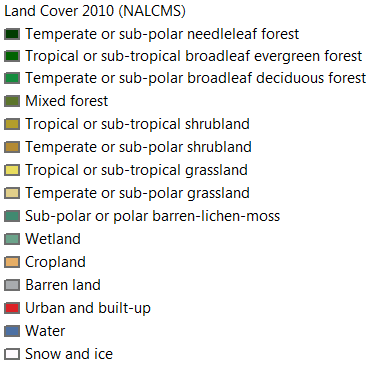 Land Cover 2010 (NALCMS)
Temperate or sub-polar needleleaf forest
Tropical or sub-tropical broadleaf evergreen forest
Temperate or sub-polar broadleaf deciduous forest
Mixed forest
Tropical or sub-tropical shrubland
Temperate or sub-polar shrubland
Tropical or sub-tropical grassland
Temperate or sub-polar grassland
Sub-polar or polar barren-lichen-moss
Wetland
Cropland
Barren land
Urban and built-up
Water
Snow and ice